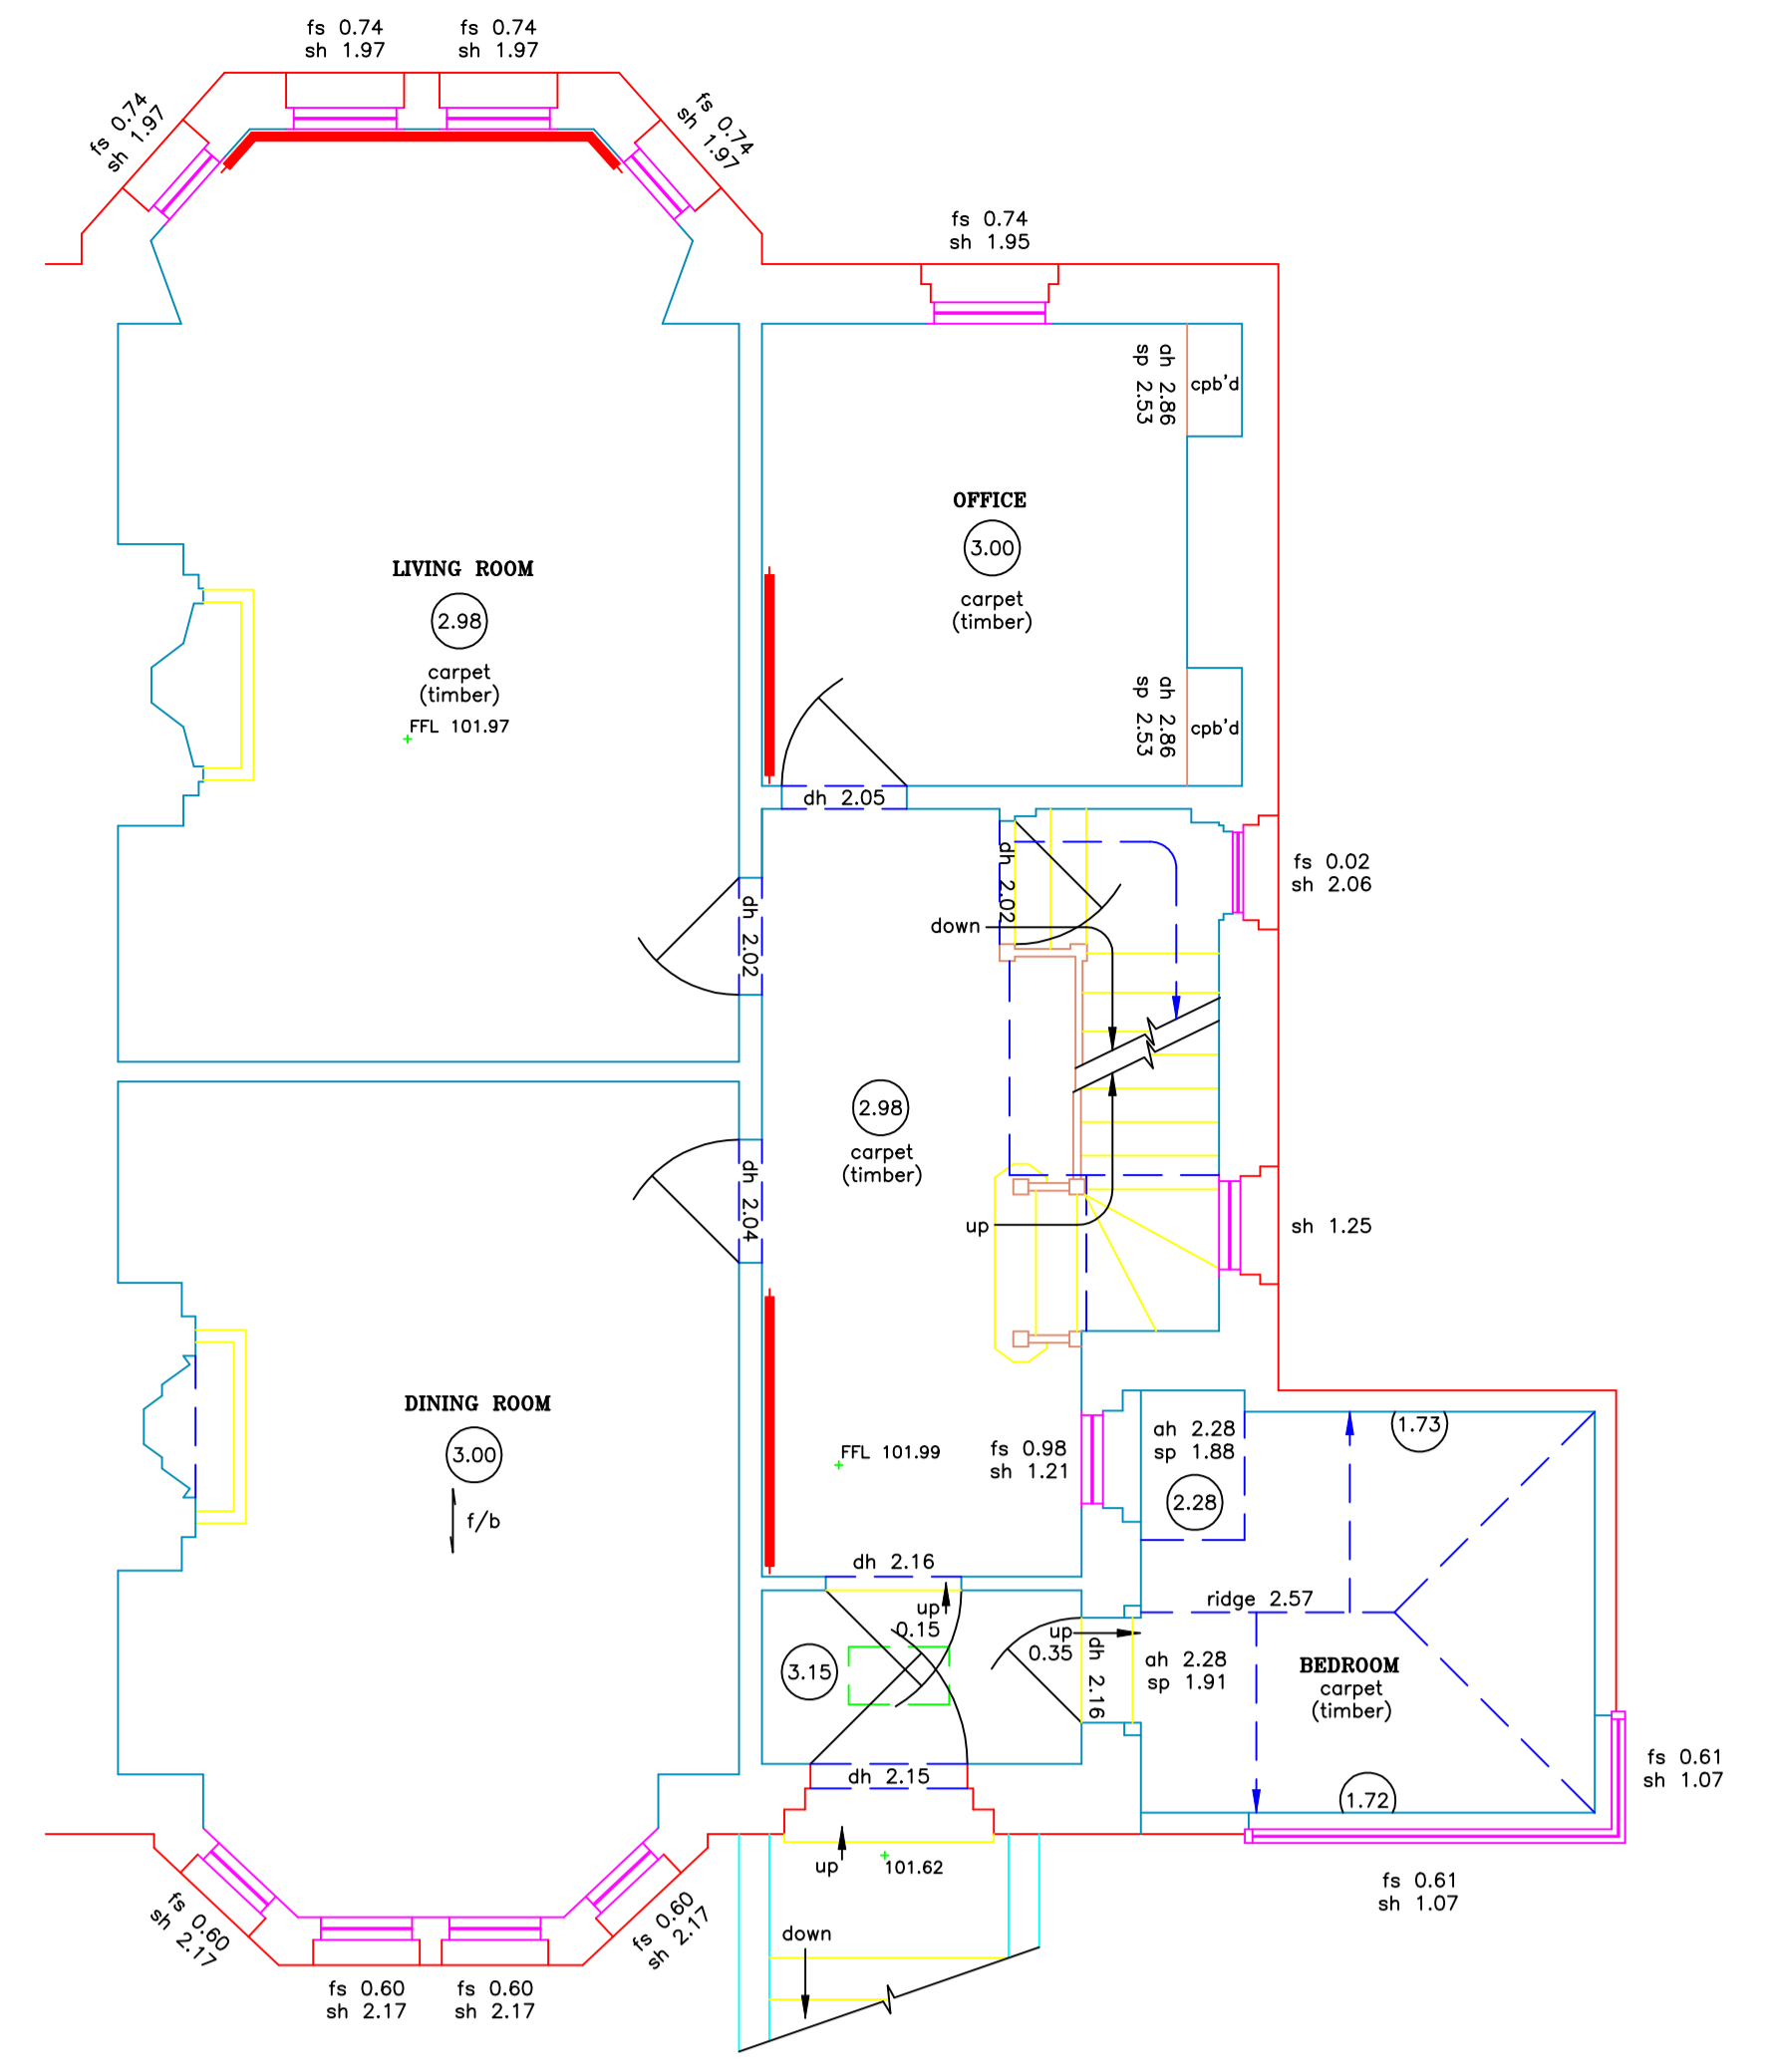 fs 0.74
sh 1.97
fs 0.74
sh 1.97
fs 0.74
sh 1.97
fs 0.74
sh 1.97
fs 0.74
sh 1.95
ah 2.86
sp 2.53
cpb'd
OFFICE
3.00
carpet
(timber)
LIVING ROOM
2.98
carpet
(timber)
FFL 101.97
ah 2.86
sp 2.53
cpb'd
dh 2.05
dh 2.02
fs 0.02
sh 2.06
dh 2.02
down
2.98
carpet
(timber)
dh 2.04
up
sh 1.25
DINING ROOM
3.00
f/b
FFL 101.99
fs 0.98
sh 1.21
ah 2.28
sp 1.88
2.28
1.73
dh 2.16
up
0.15
ridge 2.57
3.15
up
0.35
dh 2.16
ah 2.28
sp 1.91
BEDROOM
carpet
(timber)
dh 2.15
1.72
fs 0.61
sh 1.07
up
101.62
fs 0.61
sh 1.07
fs 0.60
sh 2.17
fs 0.60
sh 2.17
fs 0.60
sh 2.17
fs 0.60
sh 2.17
down